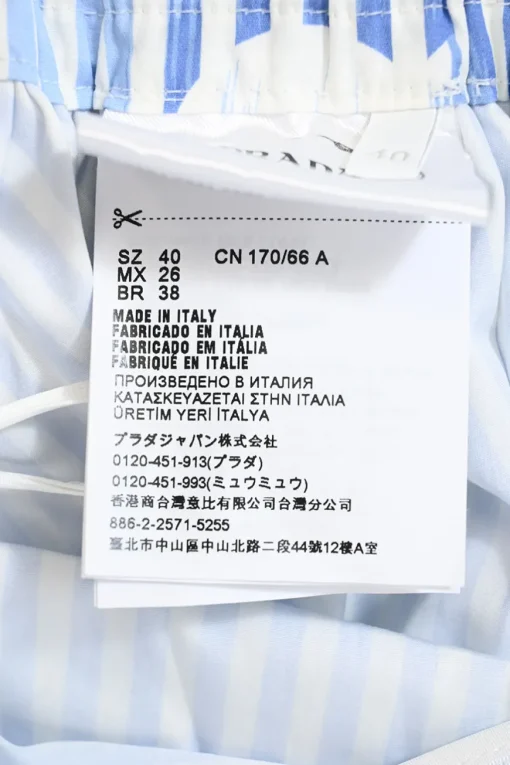 40
SZ 40 CN 170/66 A
MX 26
BR 38
MADE IN ITALY
FABRICADO EN ITALIA
FABRICADO EM ITÁLIA
FABRIQUÉ EN ITALIE
ПРОИЗВЕДЕНО В ИТАЛИЯ
ΚΑΤΑΣΚΕΥΑΖΕΤΑΙ ΣΤΗΝ ΙΤΑΛΙΑ
ÜRETİM YERİ İTALYA
プラダジャパン株式会社
0120-451-913(プラダ)
0120-451-993(ミュウミュウ)
香港商台灣意比有限公司台灣分公司
886-2-2571-5255
臺北市中山區中山北路二段44號12樓A室